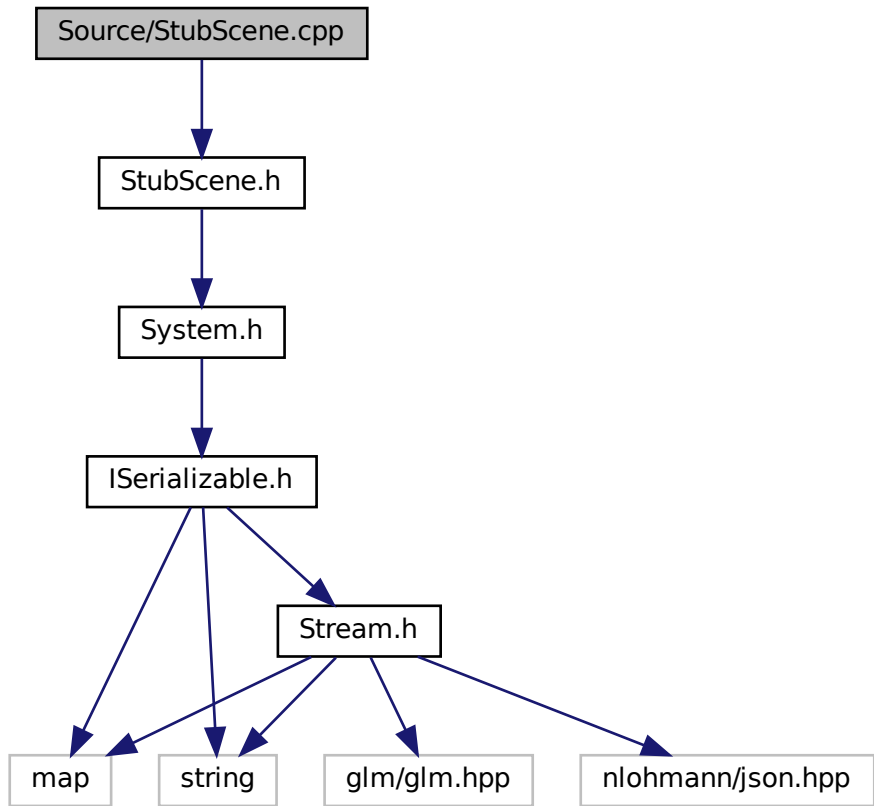 Source/StubScene.cpp
StubScene.h
System.h
ISerializable.h
Stream.h
map
string
glm/glm.hpp
nlohmann/json.hpp